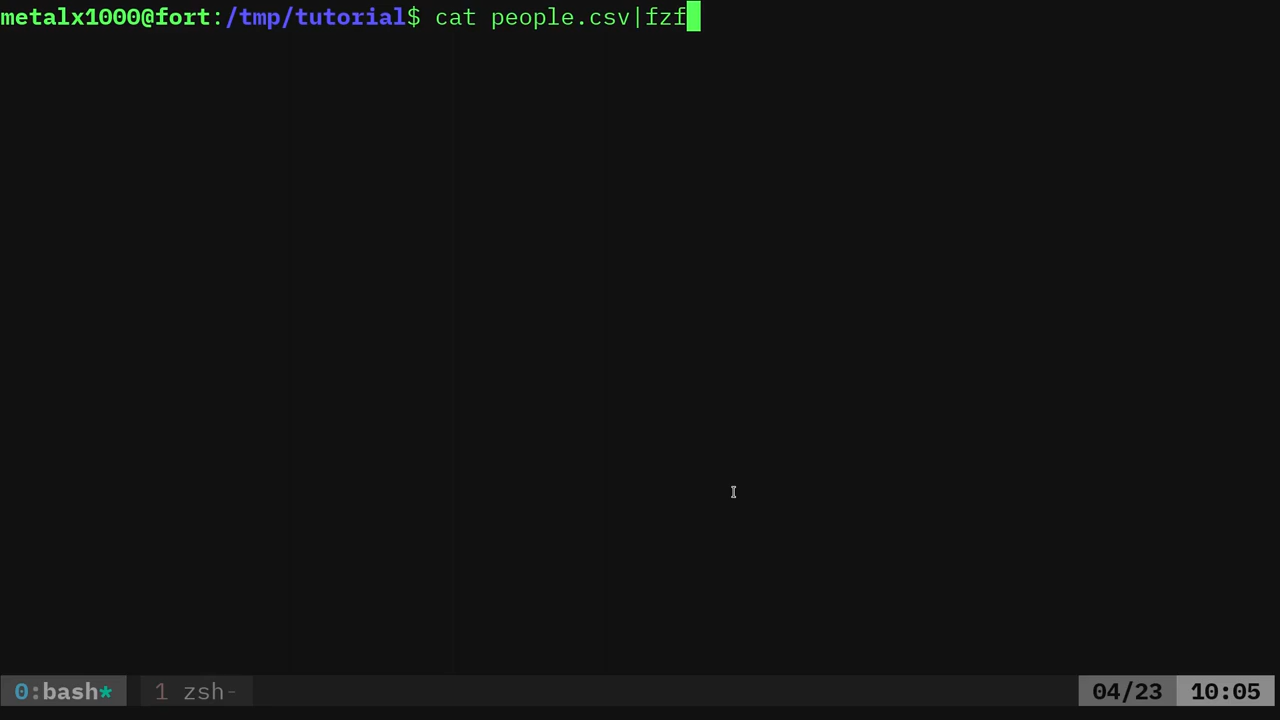 metalx1000@fort:/tmp/tutorial$ cat people.csv|fzf
0:bash* 1 zsh- 04/23 10:05